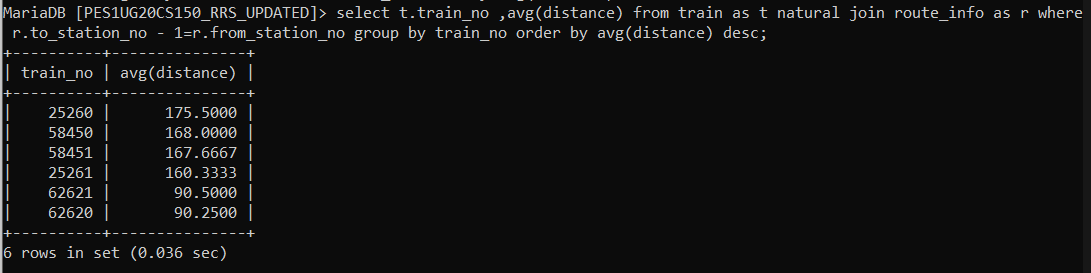 MariaDB [PES1UG20CS150_RRS_UPDATED]> select t.train_no ,avg(distance) from train as t natural join route_info as r where
 r.to_station_no - 1=r.from_station_no group by train_no order by avg(distance) desc;
+----------+---------------+
| train_no | avg(distance) |
+----------+---------------+
|    25260 |      175.5000 |
|    58450 |      168.0000 |
|    58451 |      167.6667 |
|    25261 |      160.3333 |
|    62621 |       90.5000 |
|    62620 |       90.2500 |
+----------+---------------+
6 rows in set (0.036 sec)